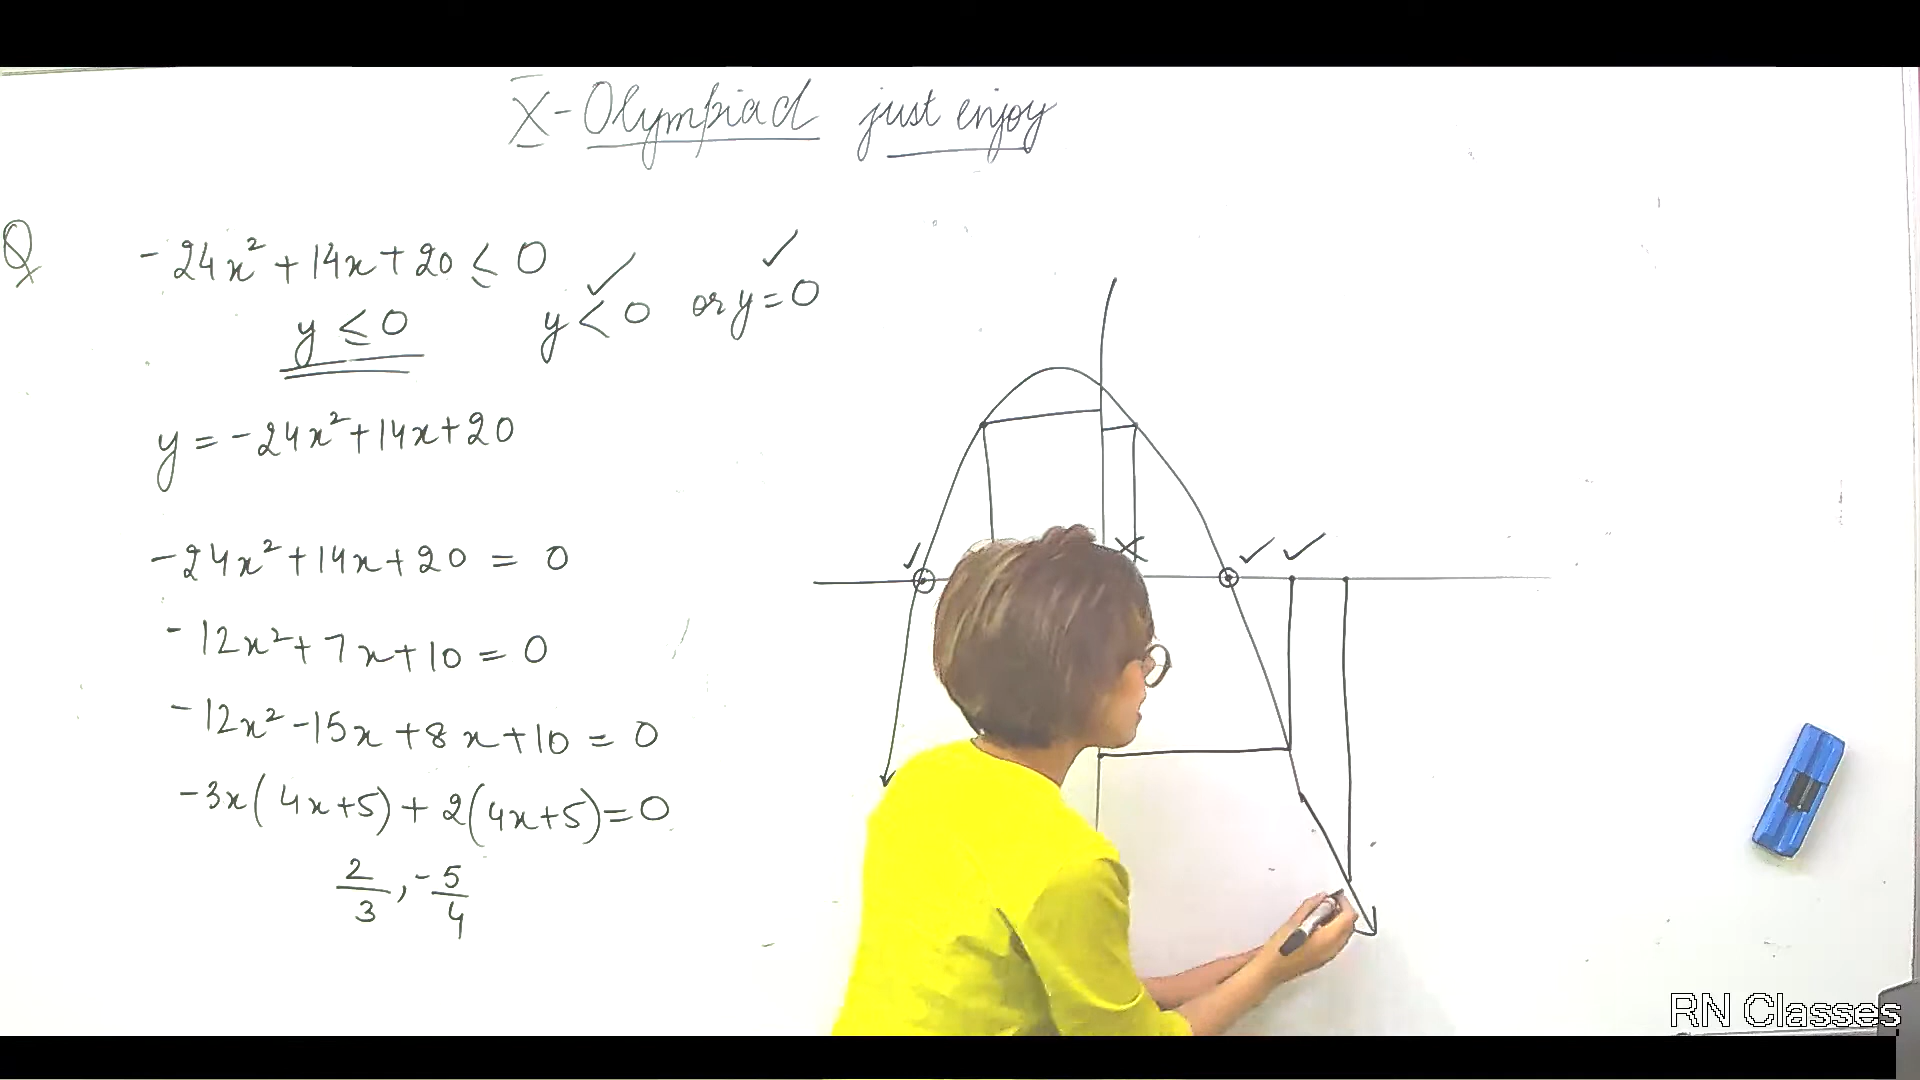 X-Olympiad just enjoy
Q -24x²+14x+20 ≤ 0
y ≤ 0 y < 0 or y = 0
y = -24x²+14x+20
-24x²+14x+20 = 0
-12x²+7x+10 = 0
-12x²-15x+8x+10 = 0
-3x(4x+5)+2(4x+5)=0
2/3, -5/4
RN Classes